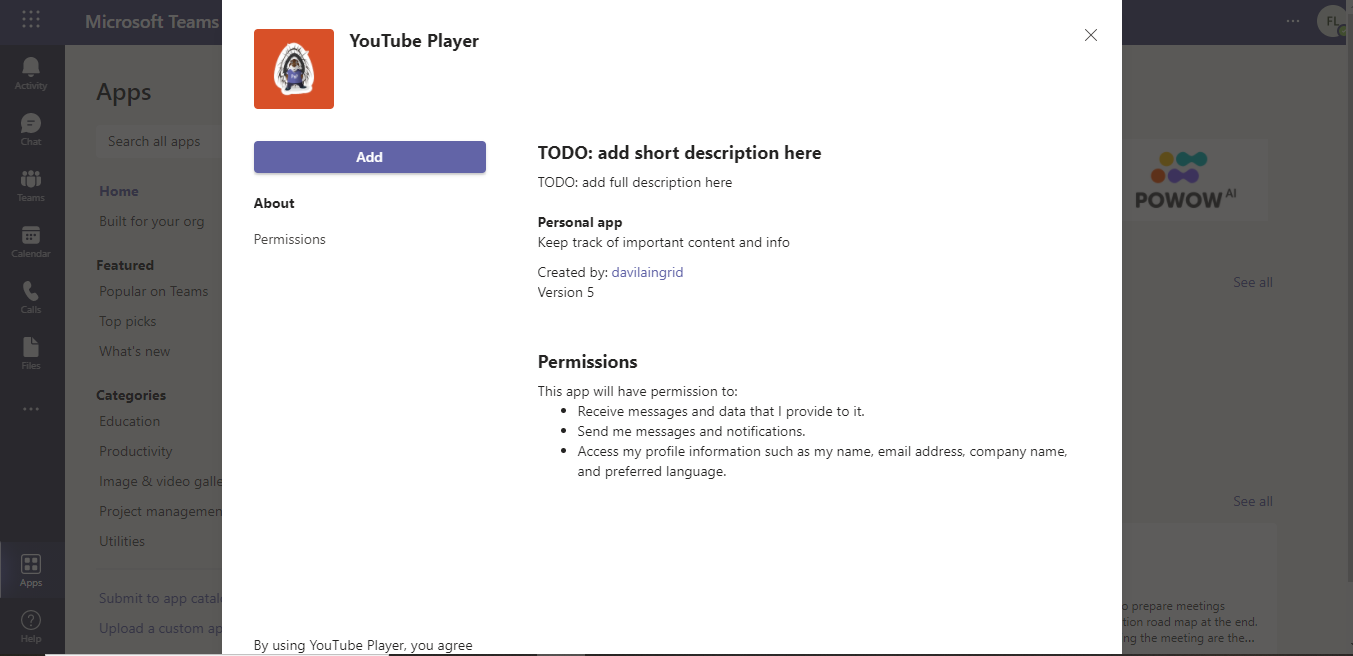 Microsoft Teams
FL
Activity
Chat
Teams
Calendar
Calls
Files
Apps
Help
Apps
Search all apps
Home
Built for your org
Featured
Popular on Teams
Top picks
What's new
Categories
Education
Productivity
Image & video galle
Project managemen
Utilities
Submit to app catal
Upload a custom ap
YouTube Player
Add
About
Permissions
TODO: add short description here
TODO: add full description here
Personal app
Keep track of important content and info
Created by: davilaingrid
Version 5
Permissions
This app will have permission to:
• Receive messages and data that I provide to it.
• Send me messages and notifications.
• Access my profile information such as my name, email address, company name,
and preferred language.
By using YouTube Player, you agree
POWOW AI
See all
See all
o prepare meetings
tion road map at the end.
ng the meeting are the...